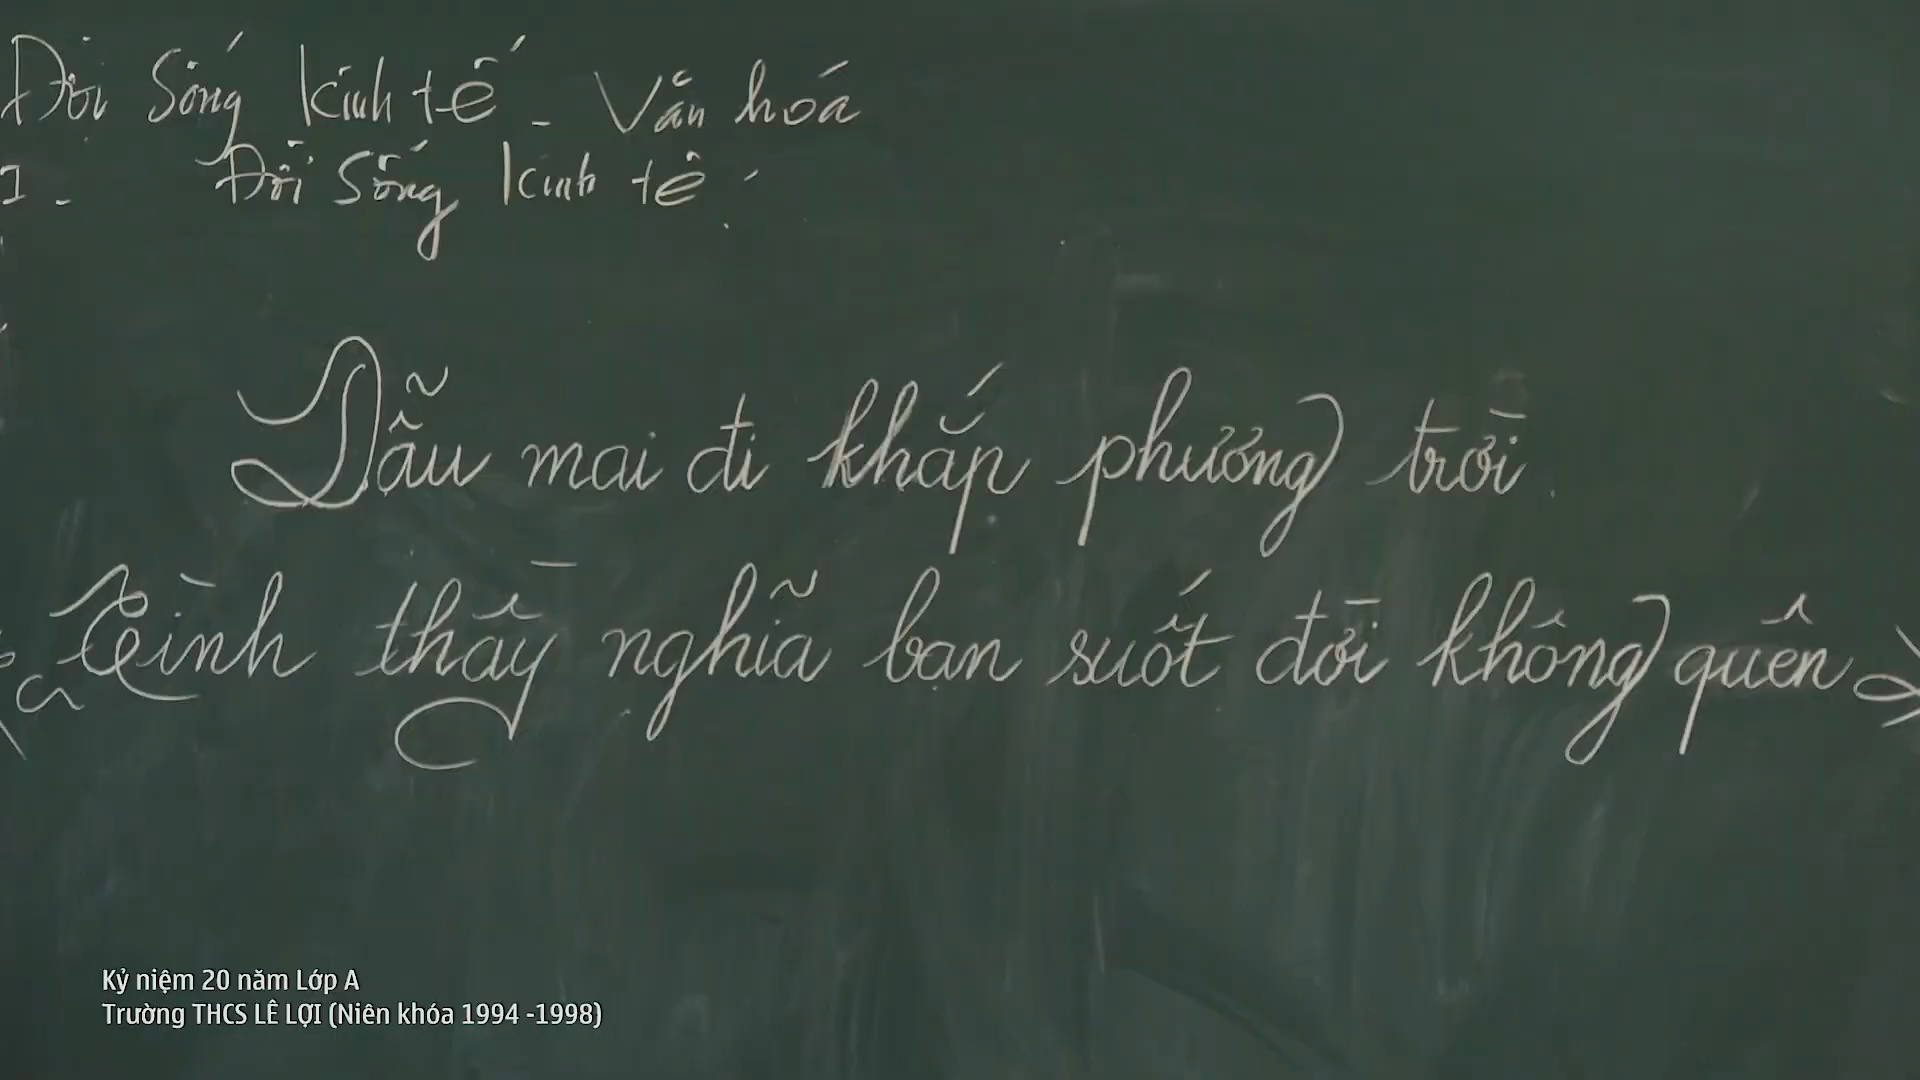 Đời Sống Kinh tế - Văn hóa
I - Đời Sống Kinh tế
Dẫu mai đi khắp phương trời
Tình thầy nghĩa bạn suốt đời không quên
Kỷ niệm 20 năm Lớp A
Trường THCS LÊ LỢI (Niên khóa 1994 -1998)